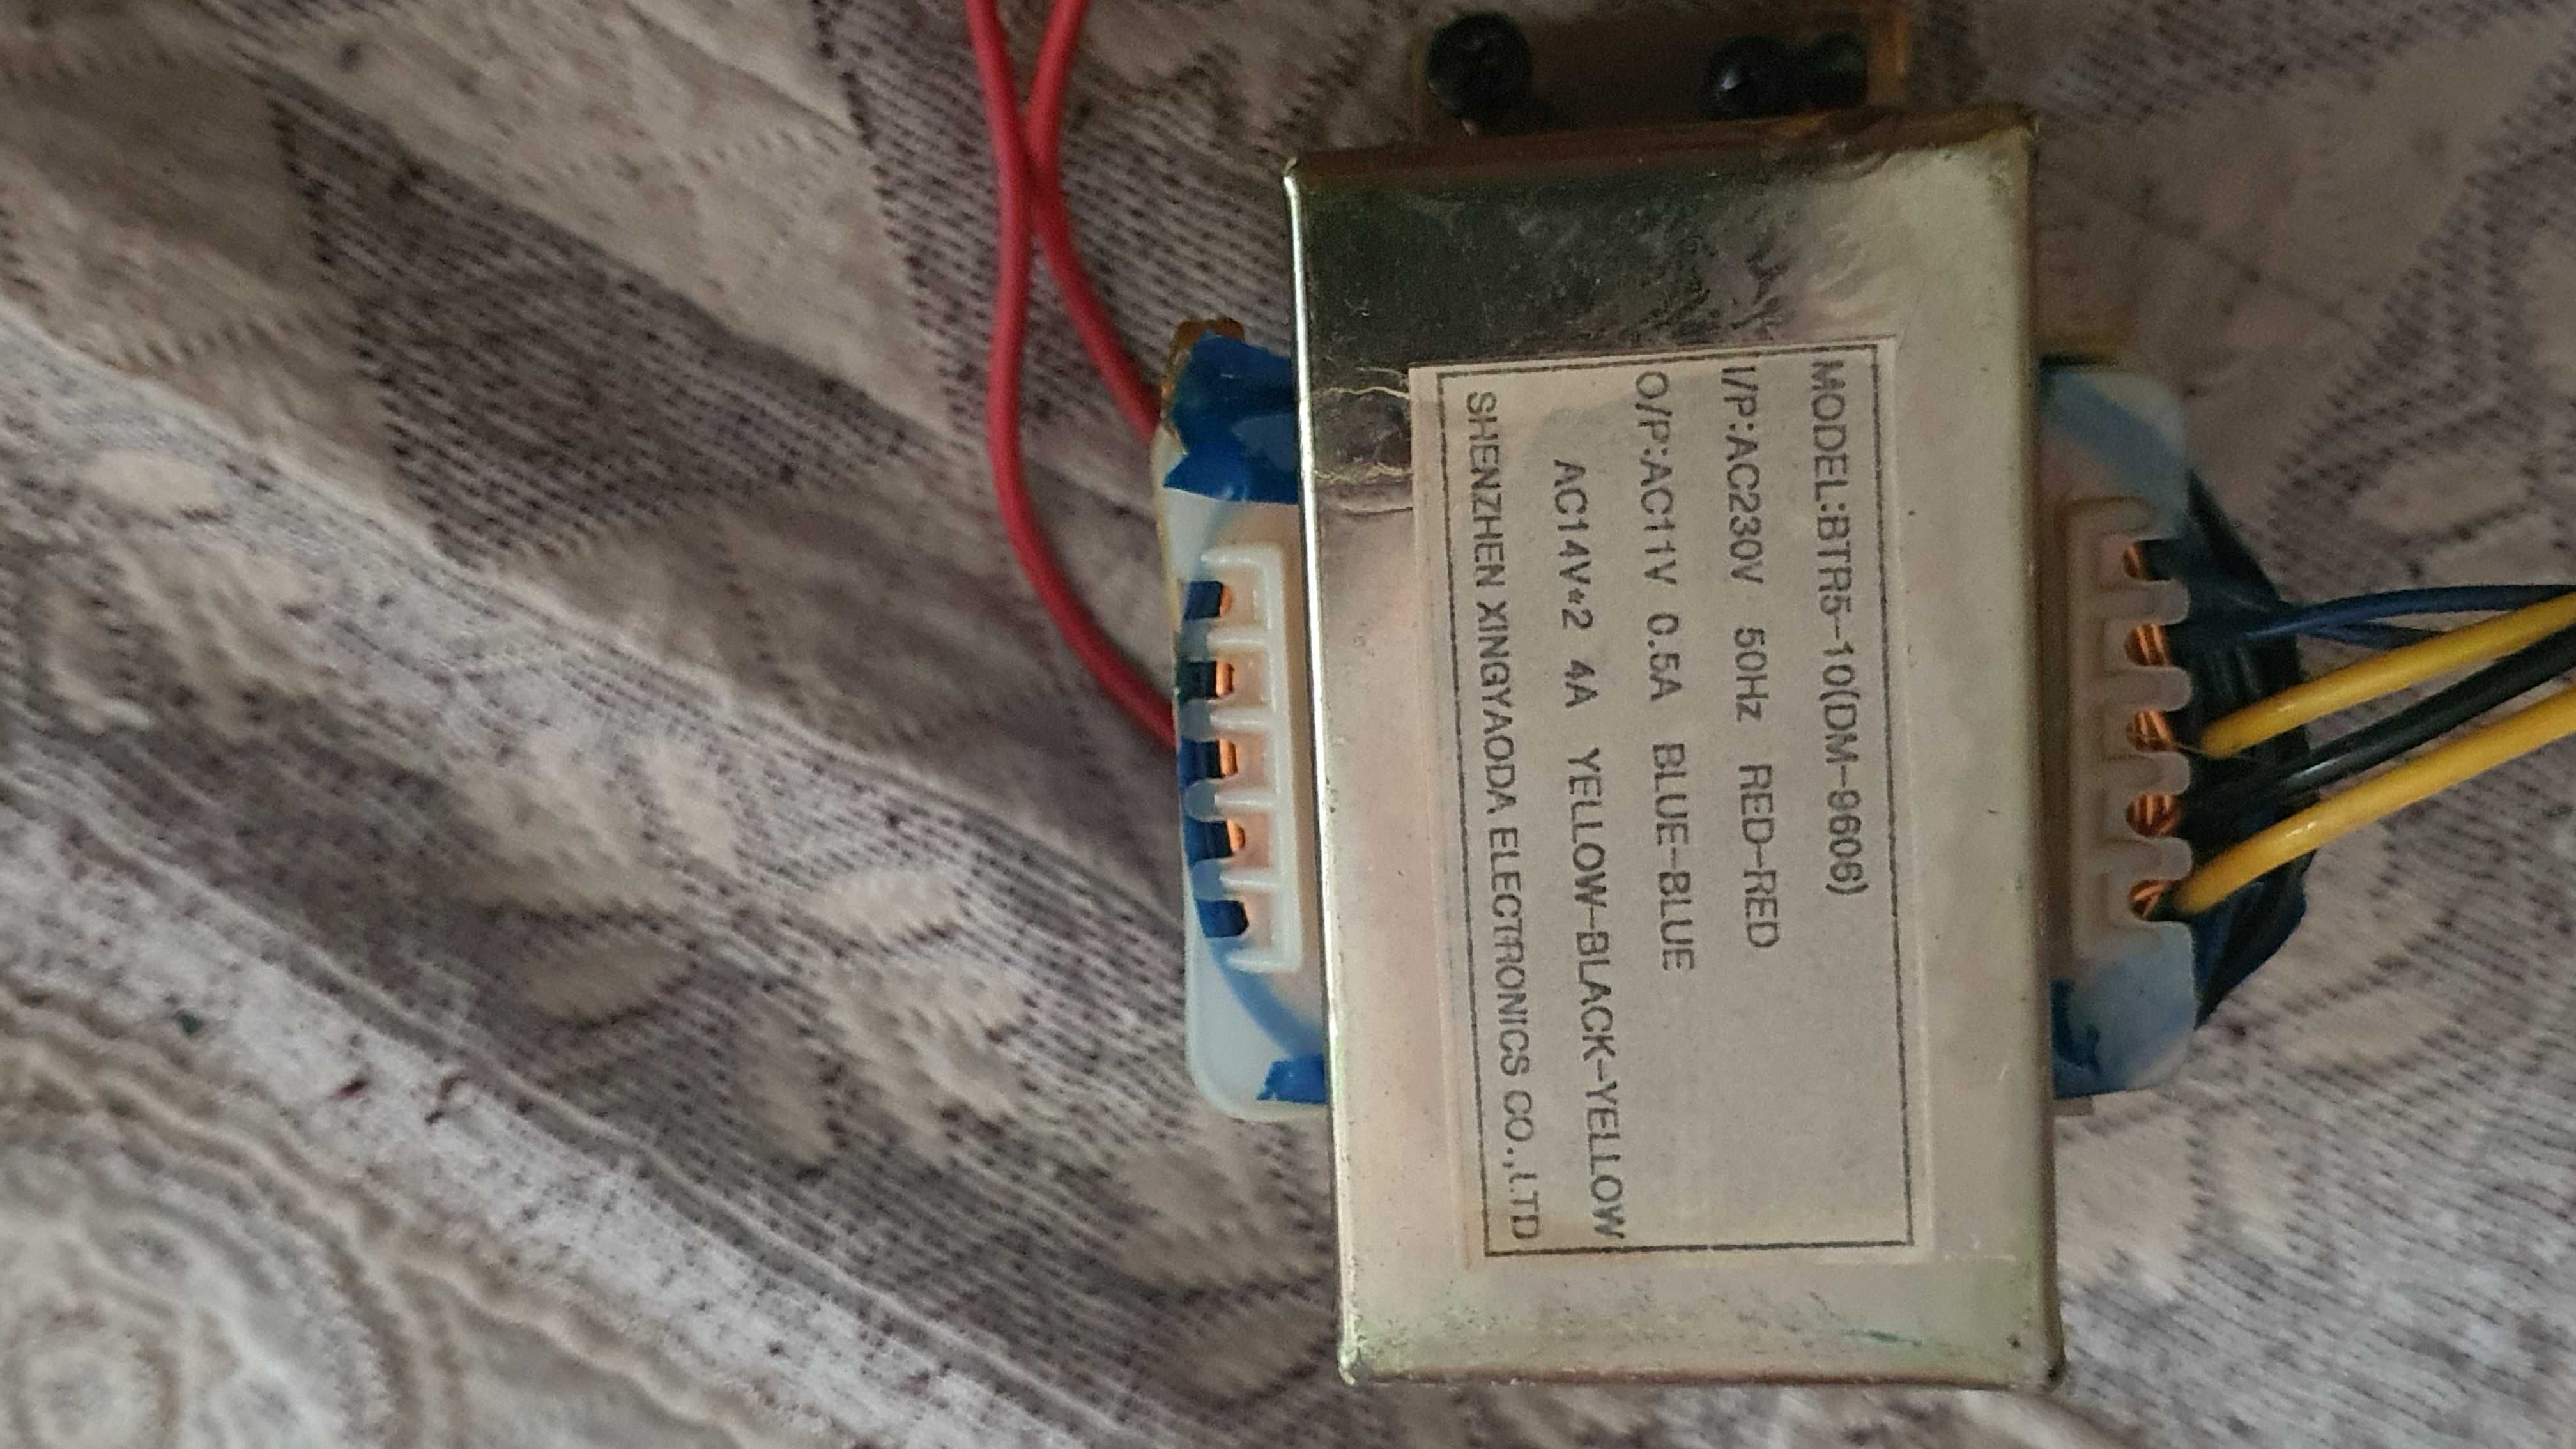 MODEL:BTR5-10(DM-9606)
I/P:AC230V 50Hz RED-RED
O/P:AC11V 0.5A BLUE-BLUE
AC14V*2 4A YELLOW-BLACK-YELLOW
SHENZHEN XINGYAODA ELECTRONICS CO.,LTD